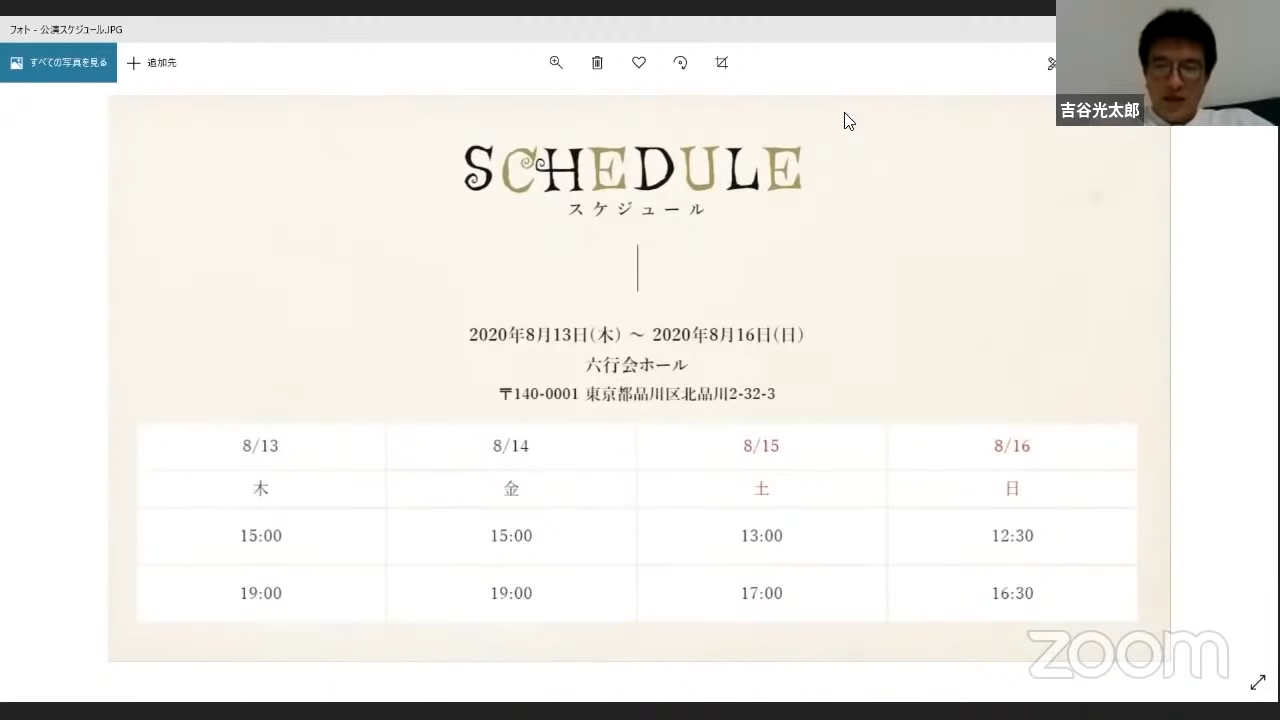 フォト - 公演スケジュール.JPG
すべての写真を見る
追加先
吉谷光太郎
SCHEDULE
スケジュール
2020年8月13日(木) ～ 2020年8月16日(日)
六行会ホール
〒140-0001 東京都品川区北品川2-32-3
8/13 8/14 8/15 8/16
木 金 土 日
15:00 15:00 13:00 12:30
19:00 19:00 17:00 16:30
zoom